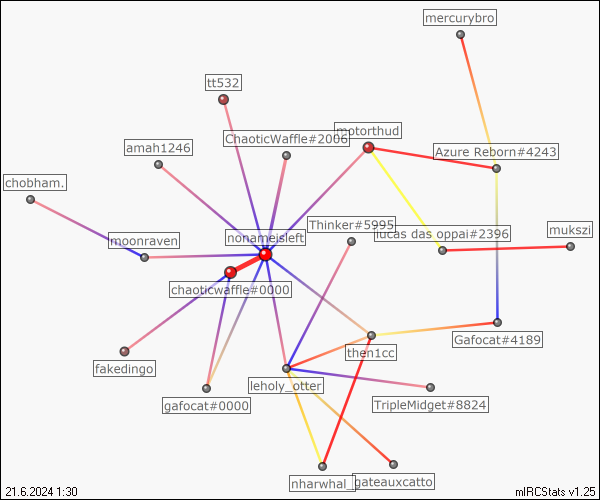 mercurybro
tt532
ChaoticWaffle#2006
motorthud
amah1246
Azure Reborn#4243
chobham.
Thinker#5995
mukszi
nonameisleft
lucas das oppai#2396
moonraven
chaoticwaffle#0000
Gafocat#4189
then1cc
fakedingo
leholy_otter
gafocat#0000
TripleMidget#8824
nharwhal_
gateauxcatto
21.6.2024 1:30
mIRCStats v1.25